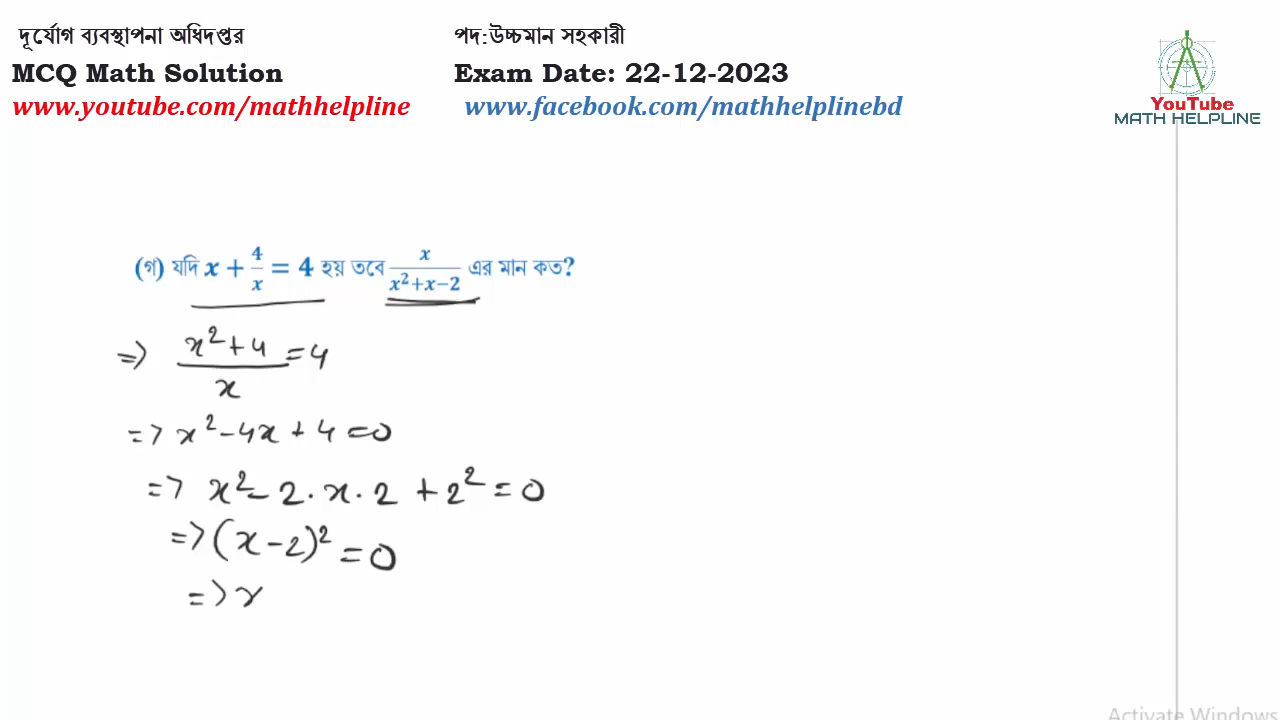 দূর্যোগ ব্যবস্থাপনা অধিদপ্তর
পদ:উচ্চমান সহকারী
MCQ Math Solution
Exam Date: 22-12-2023
www.youtube.com/mathhelpline
www.facebook.com/mathhelplinebd
YouTube
MATH HELPLINE
(গ) যদি x + 4/x = 4 হয় তবে x/(x²+x−2) এর মান কত?
=> (x² + 4)/x = 4
=> x² - 4x + 4 = 0
=> x² - 2 · x · 2 + 2² = 0
=> (x - 2)² = 0
=> x
Activate Windows